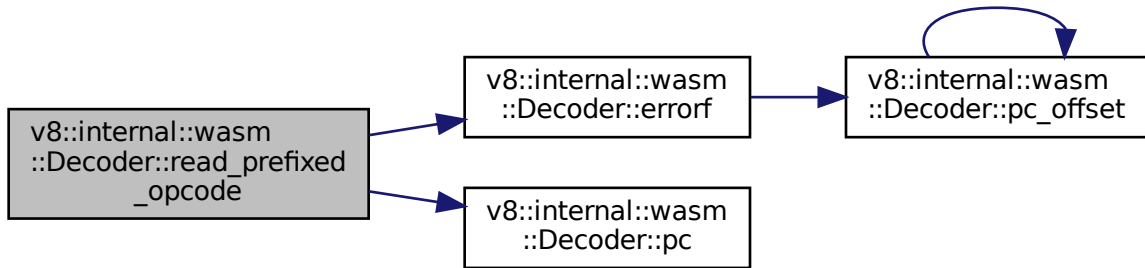 v8::internal::wasm
::Decoder::read_prefixed
_opcode
v8::internal::wasm
::Decoder::errorf
v8::internal::wasm
::Decoder::pc_offset
v8::internal::wasm
::Decoder::pc